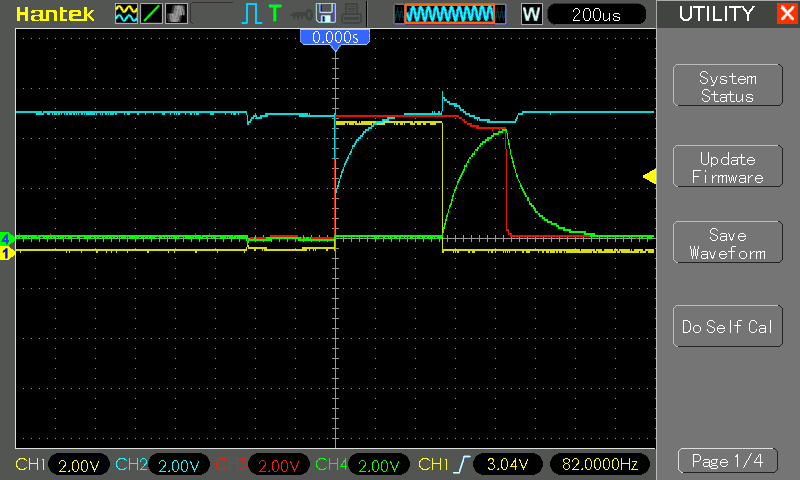 Hantek T W 200us UTILITY
0.000s
System
Status
Update
Firmware
Save
Waveform
Do Self Cal
4
1
CH1 2.00V CH2 2.00V CH3 2.00V CH4 2.00V CH1 3.04V 82.0000Hz
Page 1/4